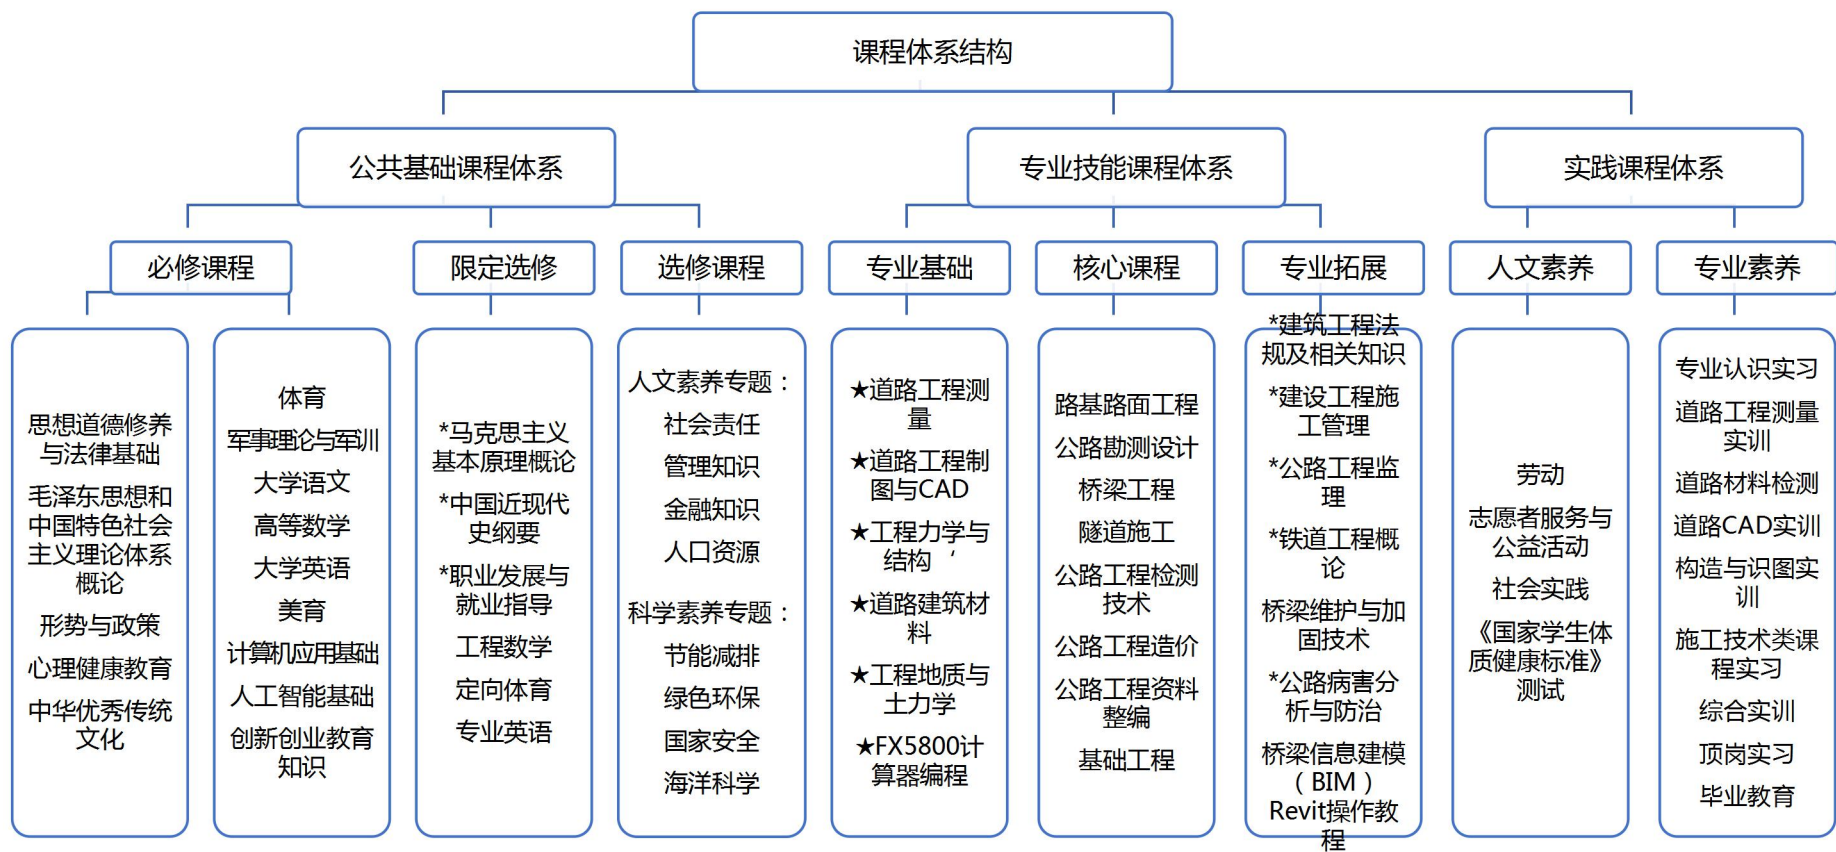 课程体系结构
公共基础课程体系
专业技能课程体系
实践课程体系
必修课程
限定选修
选修课程
专业基础
核心课程
专业拓展
人文素养
专业素养
思想道德修养
与法律基础
毛泽东思想和
中国特色社会
主义理论体系
概论
形势与政策
心理健康教育
中华优秀传统
文化
体育
军事理论与军训
大学语文
高等数学
大学英语
美育
计算机应用基础
人工智能基础
创新创业教育
知识
*马克思主义
基本原理概论
*中国近现代
史纲要
*职业发展与
就业指导
工程数学
定向体育
专业英语
人文素养专题：
社会责任
管理知识
金融知识
人口资源
科学素养专题：
节能减排
绿色环保
国家安全
海洋科学
★道路工程测
量
★道路工程制
图与CAD
★工程力学与
结构‘
★道路建筑材
料
★工程地质与
土力学
★FX5800计
算器编程
路基路面工程
公路勘测设计
桥梁工程
隧道施工
公路工程检测
技术
公路工程造价
公路工程资料
整编
基础工程
*建筑工程法
规及相关知识
*建设工程施
工管理
*公路工程监
理
*铁道工程概
论
桥梁维护与加
固技术
*公路病害分
析与防治
桥梁信息建模
（BIM）
Revit操作教
程
劳动
志愿者服务与
公益活动
社会实践
《国家学生体
质健康标准》
测试
专业认识实习
道路工程测量
实训
道路材料检测
道路CAD实训
构造与识图实
训
施工技术类课
程实习
综合实训
顶岗实习
毕业教育